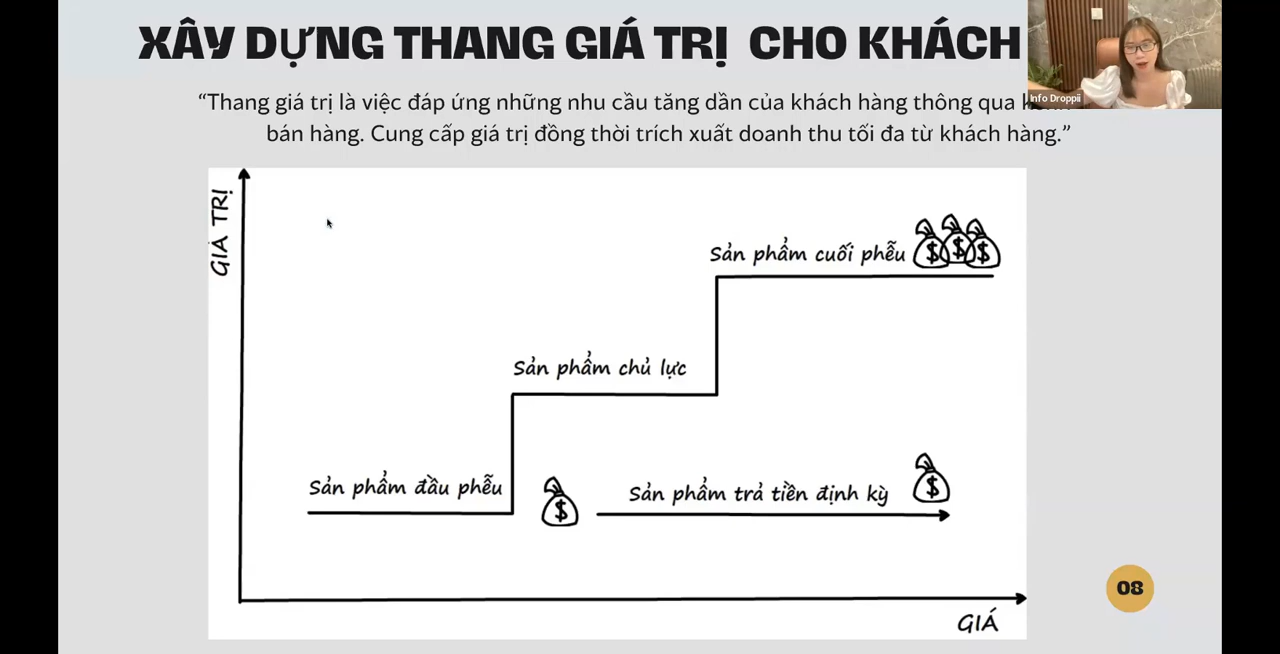 XÂY DỰNG THANG GIÁ TRỊ CHO KHÁCH
“Thang giá trị là việc đáp ứng những nhu cầu tăng dần của khách hàng thông qua
bán hàng. Cung cấp giá trị đồng thời trích xuất doanh thu tối đa từ khách hàng.”
Info Droppii
GIÁ TRỊ
Sản phẩm cuối phễu
Sản phẩm chủ lực
Sản phẩm đầu phễu
Sản phẩm trả tiền định kỳ
GIÁ
08